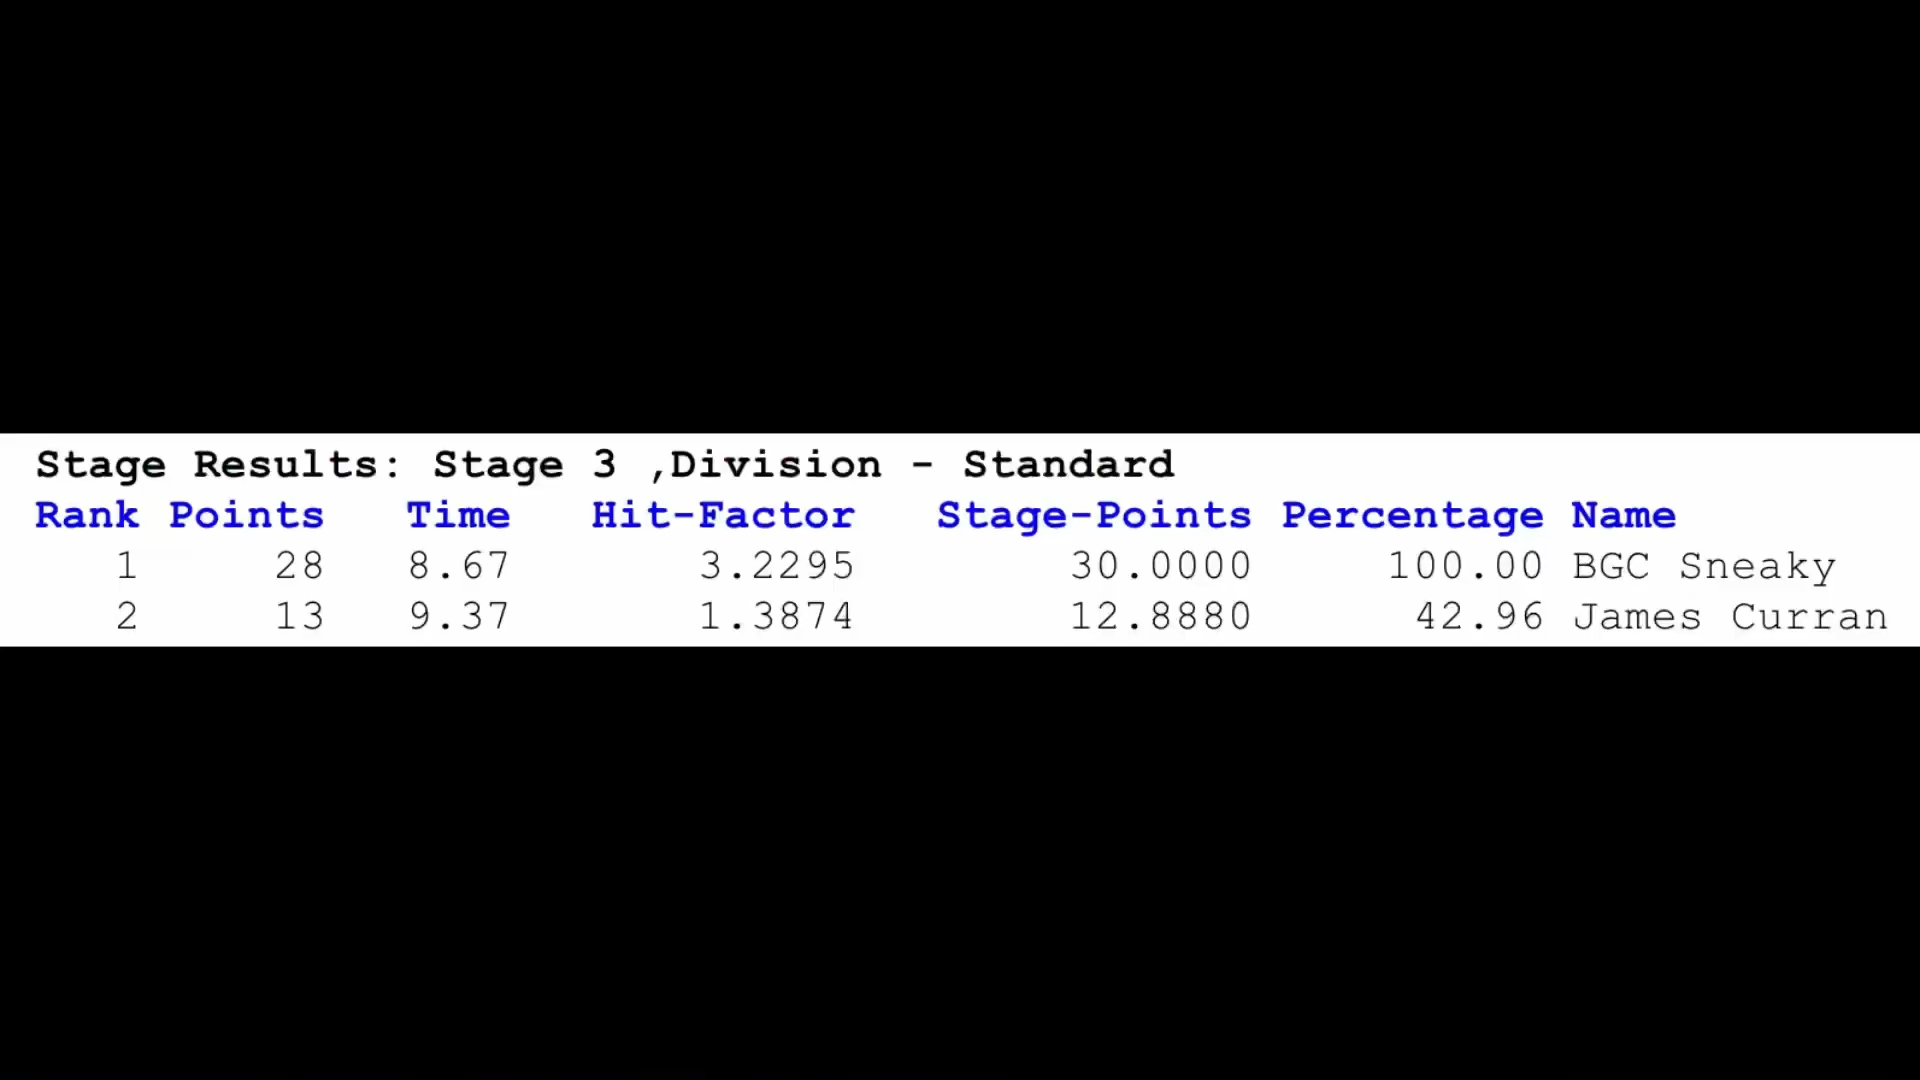 Stage Results: Stage 3 ,Division - Standard
Rank Points Time Hit-Factor Stage-Points Percentage Name
1 28 8.67 3.2295 30.0000 100.00 BGC Sneaky
2 13 9.37 1.3874 12.8880 42.96 James Curran